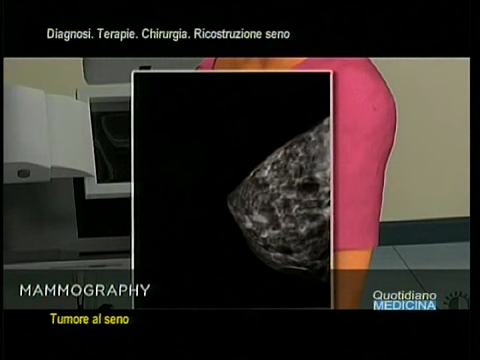 Diagnosi. Terapie. Chirurgia. Ricostruzione seno
MAMMOGRAPHY
Quotidiano
MEDICINA
Tumore al seno